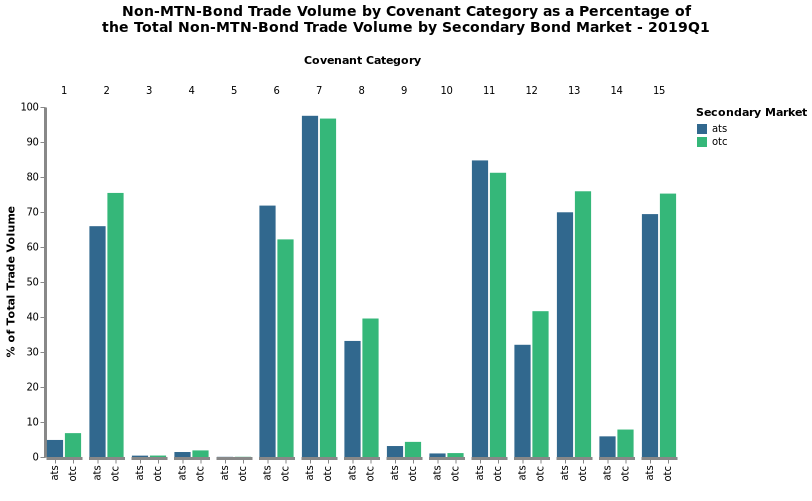 Non-MTN-Bond Trade Volume by Covenant Category as a Percentage of
the Total Non-MTN-Bond Trade Volume by Secondary Bond Market - 2019Q1
Covenant Category
1 2 3 4 5 6 7 8 9 10 11 12 13 14 15
Secondary Market
ats
otc
% of Total Trade Volume
100
90
80
70
60
50
40
30
20
10
0
ats otc ats otc ats otc ats otc ats otc ats otc ats otc ats otc ats otc ats otc ats otc ats otc ats otc ats otc ats otc